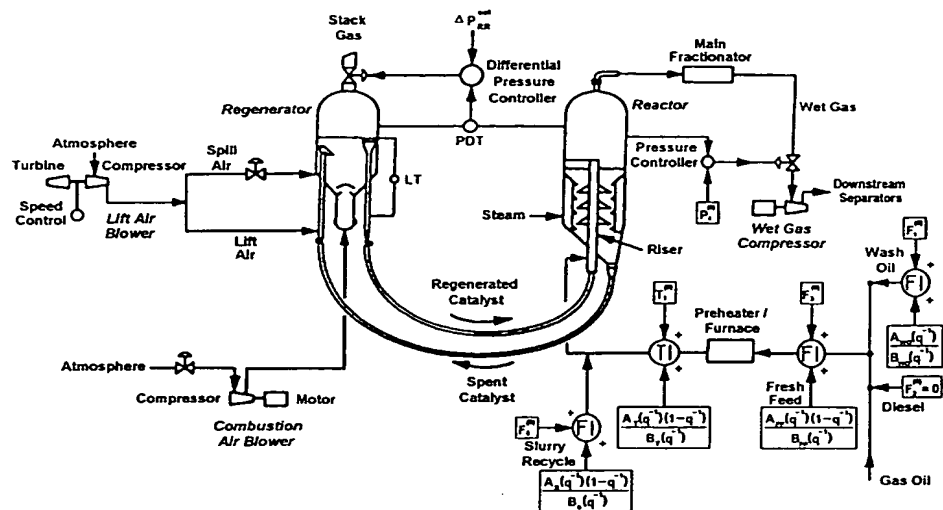 Stack
Gas
Δ P
Differential
Pressure
Controller
Main
Fractionator
Regenerator
Reactor
Wet Gas
PDT
Atmosphere
Turbine
Compressor
Spill
Air
Pressure
Controller
LT
Downstream
Separators
Speed
Control
Lift Air
Blower
Lift
Air
Steam
Wet Gas
Compressor
Riser
Wash
Oil
FI
Regenerated
Catalyst
Preheater /
Furnace
TI
FI
Atmosphere
Spent
Catalyst
Fresh
Feed
Diesel
Compressor
Motor
Combustion
Air Blower
FI
Slurry
Recycle
Gas Oil